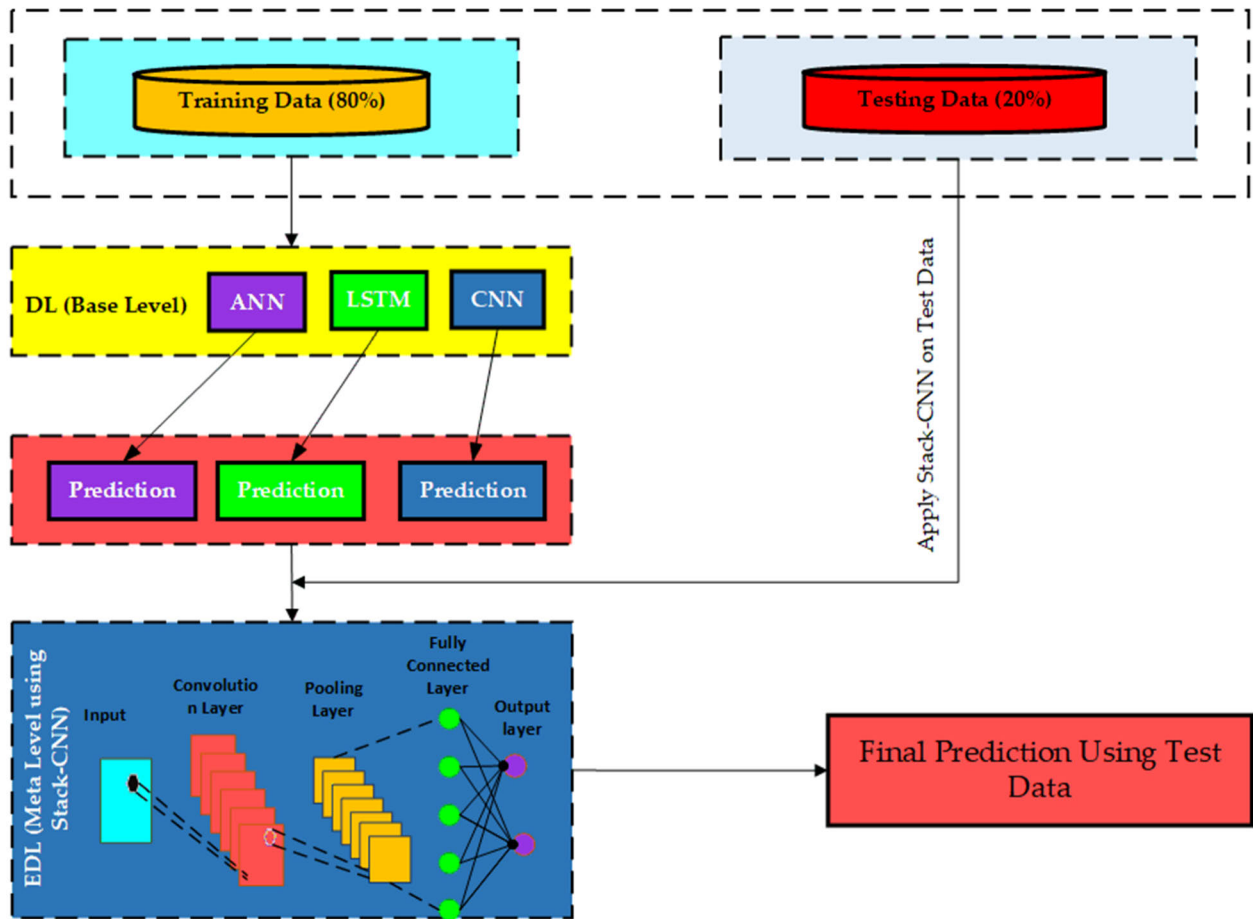 Training Data (80%)
Testing Data (20%)
DL (Base Level)
ANN
LSTM
CNN
Prediction
Prediction
Prediction
Apply Stack-CNN on Test Data
EDL (Meta Level using
Stack-CNN)
Input
Convolutio
n Layer
Pooling
Layer
Fully
Connected
Layer
Output
layer
Final Prediction Using Test
Data